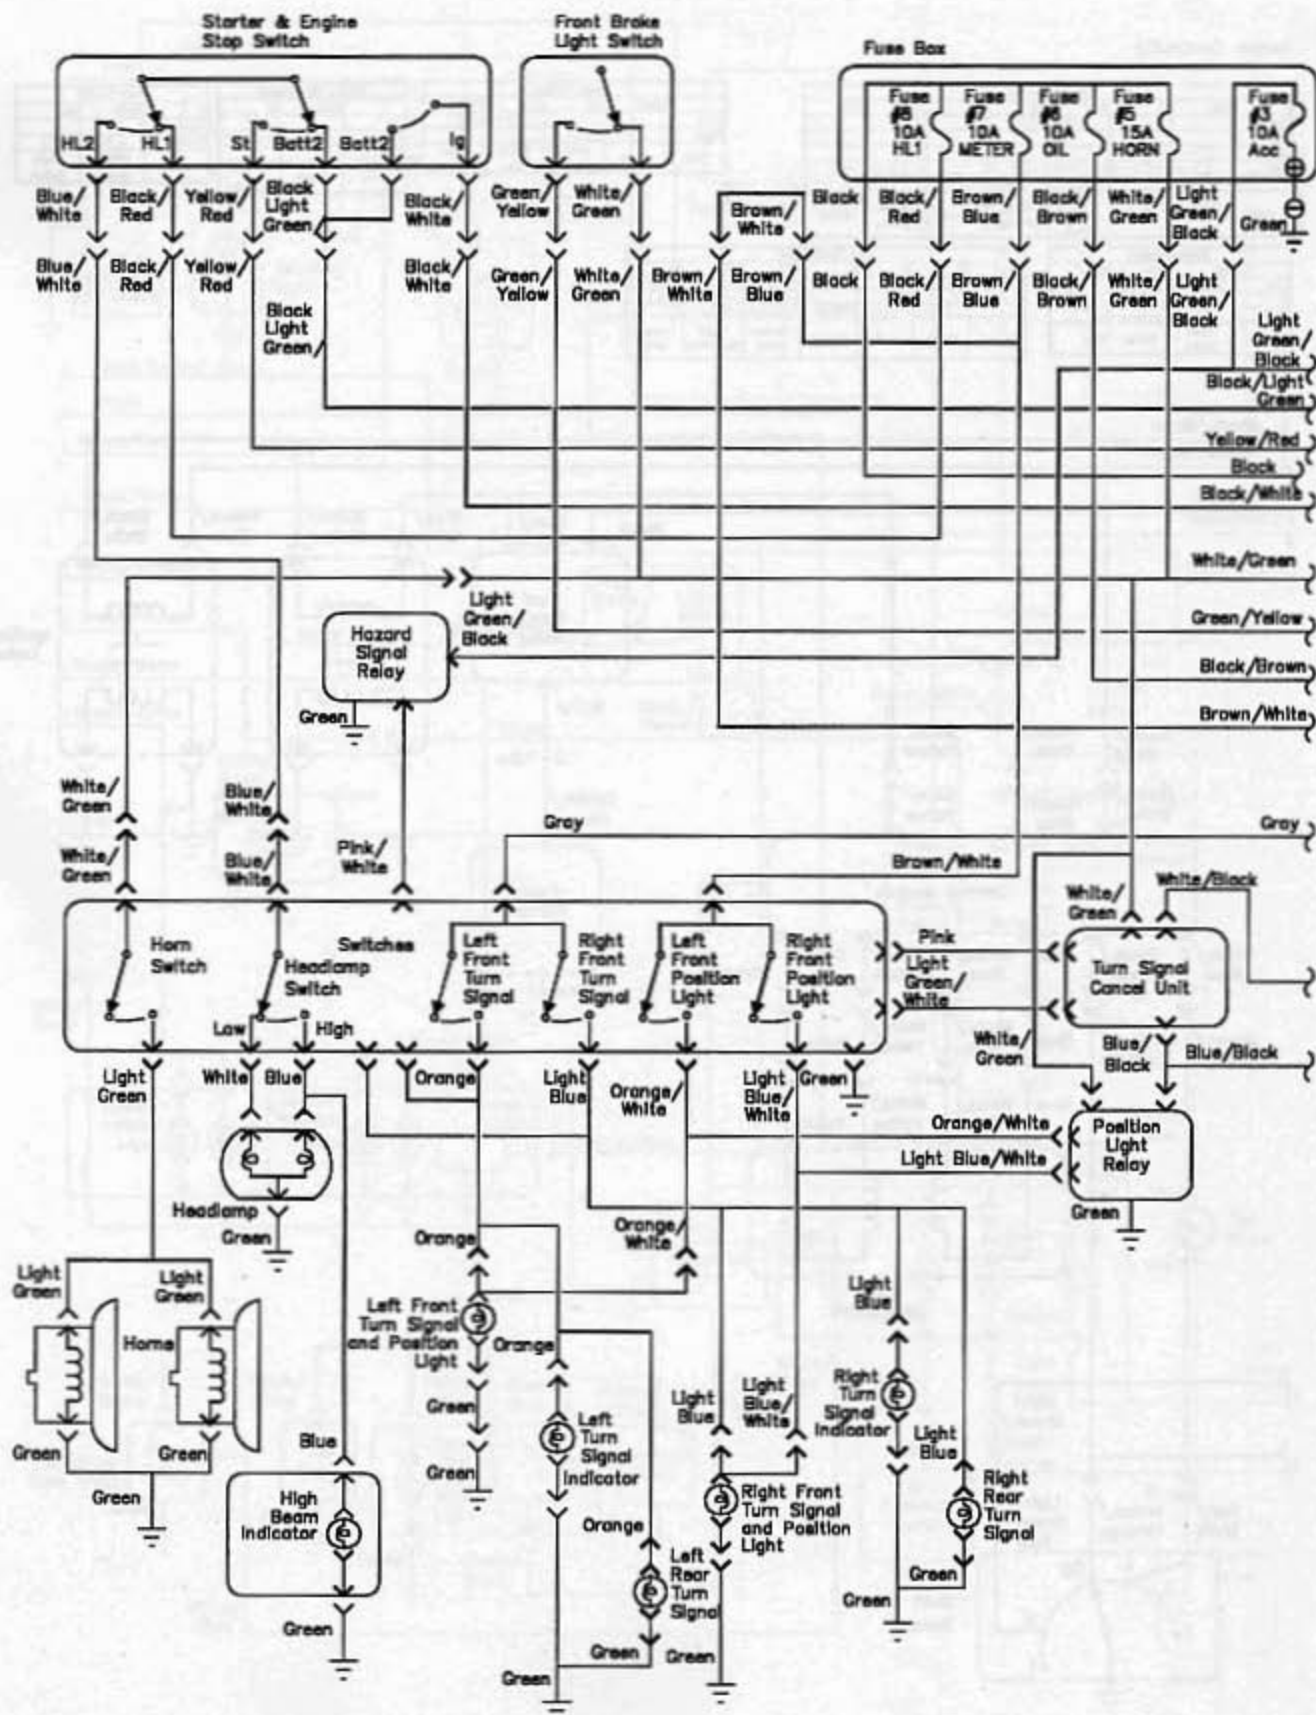 Starter & Engine
Stop Switch
Front Brake
Light Switch
Fuse Box
HL2
HL1
St
Batt2
Batt2
Ig
Fuse
#8
10A
HL1
Fuse
#7
10A
METER
Fuse
#6
10A
OIL
Fuse
#5
15A
HORN
Fuse
#3
10A
Acc
Blue/
White
Black/
Red
Yellow/
Red
Black
Light
Green/
Black/
White
Green/
Yellow
White/
Green
Brown/
White
Black
Black/
Red
Brown/
Blue
Black/
Brown
White/
Green
Light
Green/
Black
Green
Blue/
White
Black/
Red
Yellow/
Red
Black
Light
Green/
Black/
White
Green/
Yellow
White/
Green
Brown/
White
Brown/
Blue
Black
Black/
Red
Brown/
Blue
Black/
Brown
White/
Green
Light
Green/
Black
Light
Green/
Black
Black/Light
Green
Yellow/Red
Black
Black/White
White/Green
Green/Yellow
Black/Brown
Brown/White
Light
Green/
Black
Hazard
Signal
Relay
Green
White/
Green
Blue/
White
White/
Green
Blue/
White
Pink/
White
Gray
Gray
Brown/White
White/
Green
White/Black
Horn
Switch
Switches
Headlamp
Switch
Low
High
Left
Front
Turn
Signal
Right
Front
Turn
Signal
Left
Front
Position
Light
Right
Front
Position
Light
Pink
Light
Green/
White
Turn Signal
Cancel Unit
White/
Green
Blue/
Black
Blue/Black
Light
Green
White
Blue
Orange
Light
Blue
Orange/
White
Light
Blue/
White
Green
Orange/White
Light Blue/White
Position
Light
Relay
Green
Headlamp
Green
Orange
Orange/
White
Light
Green
Light
Green
Horns
Green
Green
Green
Left Front
Turn Signal
and Position
Light
Orange
Green
Green
Light
Blue
Right
Turn
Signal
Indicator
Light
Blue
Light
Blue/
White
Light
Blue
Blue
High
Beam
Indicator
Green
Left
Turn
Signal
Indicator
Orange
Left
Rear
Turn
Signal
Green
Green
Right Front
Turn Signal
and Position
Light
Green
Right
Rear
Turn
Signal
Green
Green